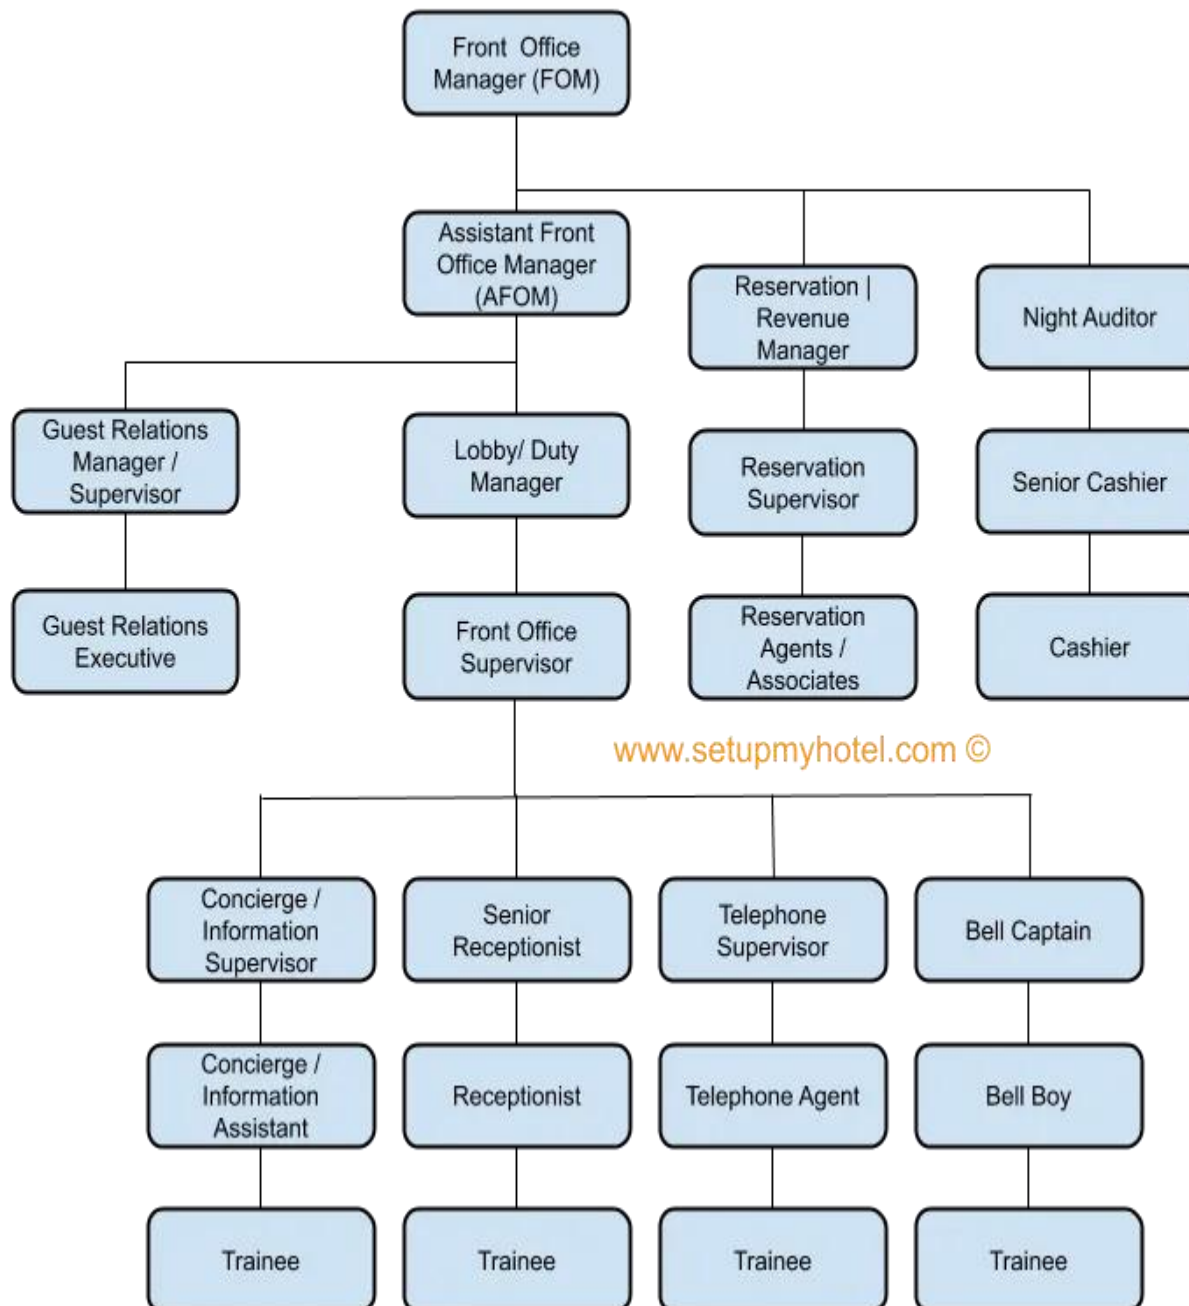 Front Office
Manager (FOM)
Assistant Front
Office Manager
(AFOM)
Reservation |
Revenue
Manager
Night Auditor
Guest Relations
Manager /
Supervisor
Lobby/ Duty
Manager
Reservation
Supervisor
Senior Cashier
Guest Relations
Executive
Front Office
Supervisor
Reservation
Agents /
Associates
Cashier
www.setupmyhotel.com ©
Concierge /
Information
Supervisor
Senior
Receptionist
Telephone
Supervisor
Bell Captain
Concierge /
Information
Assistant
Receptionist
Telephone Agent
Bell Boy
Trainee
Trainee
Trainee
Trainee